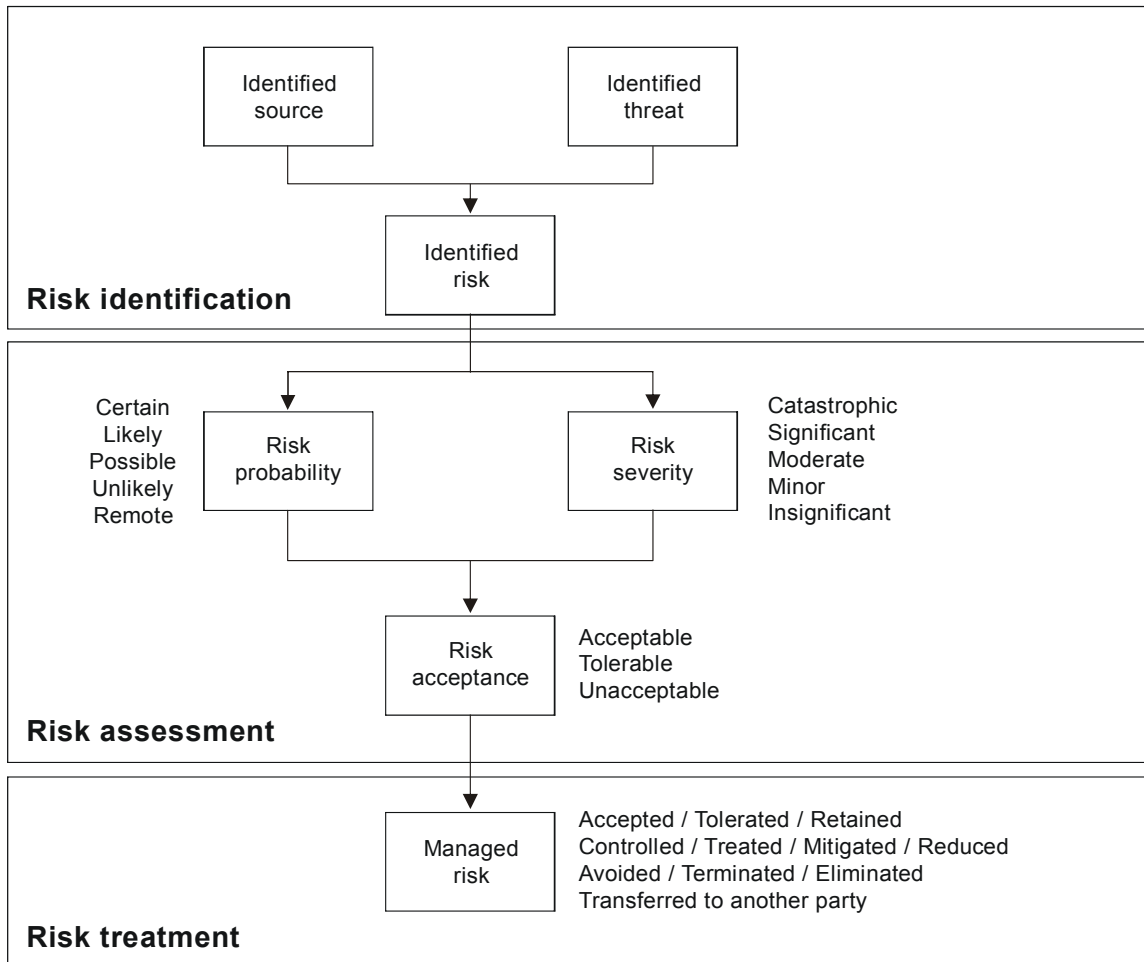 Identified
source
Identified
threat
Identified
risk
Risk identification
Certain
Likely
Possible
Unlikely
Remote
Risk
probability
Risk
severity
Catastrophic
Significant
Moderate
Minor
Insignificant
Risk
acceptance
Acceptable
Tolerable
Unacceptable
Risk assessment
Managed
risk
Accepted / Tolerated / Retained
Controlled / Treated / Mitigated / Reduced
Avoided / Terminated / Eliminated
Transferred to another party
Risk treatment